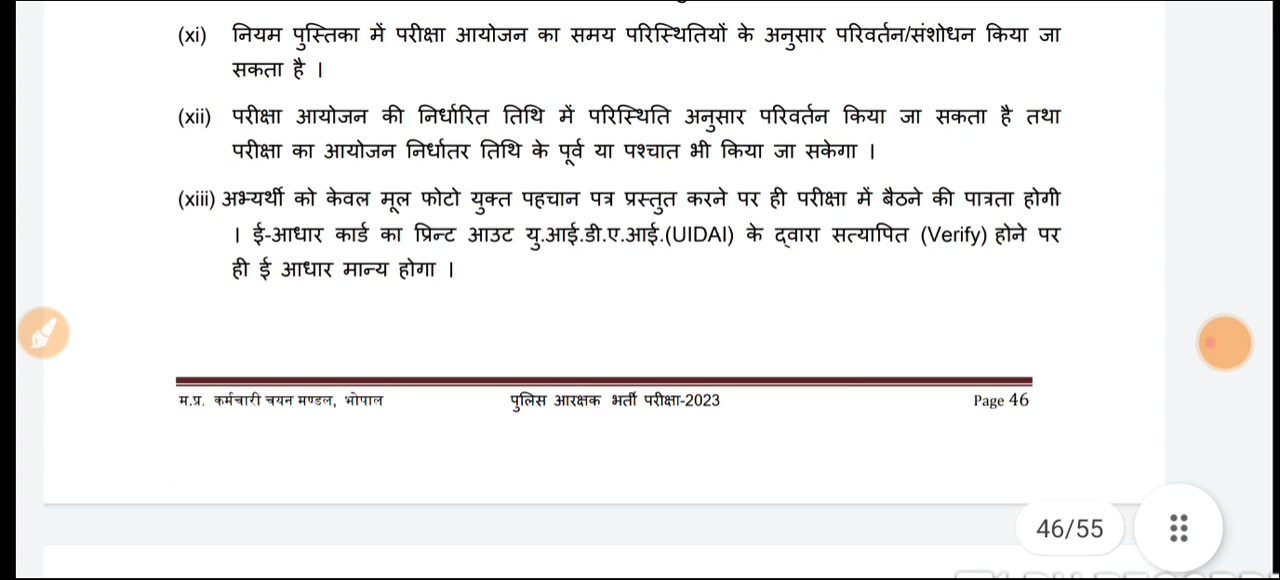 (xi) नियम पुस्तिका में परीक्षा आयोजन का समय परिस्थितियों के अनुसार परिवर्तन/संशोधन किया जा
सकता है ।
(xii) परीक्षा आयोजन की निर्धारित तिथि में परिस्थिति अनुसार परिवर्तन किया जा सकता है तथा
परीक्षा का आयोजन निर्धातर तिथि के पूर्व या पश्चात भी किया जा सकेगा ।
(xiii) अभ्यर्थी को केवल मूल फोटो युक्त पहचान पत्र प्रस्तुत करने पर ही परीक्षा में बैठने की पात्रता होगी
। ई-आधार कार्ड का प्रिन्ट आउट यु.आई.डी.ए.आई.(UIDAI) के द्वारा सत्यापित (Verify) होने पर
ही ई आधार मान्य होगा ।
म.प्र. कर्मचारी चयन मण्डल, भोपाल पुलिस आरक्षक भर्ती परीक्षा-2023 Page 46
46/55